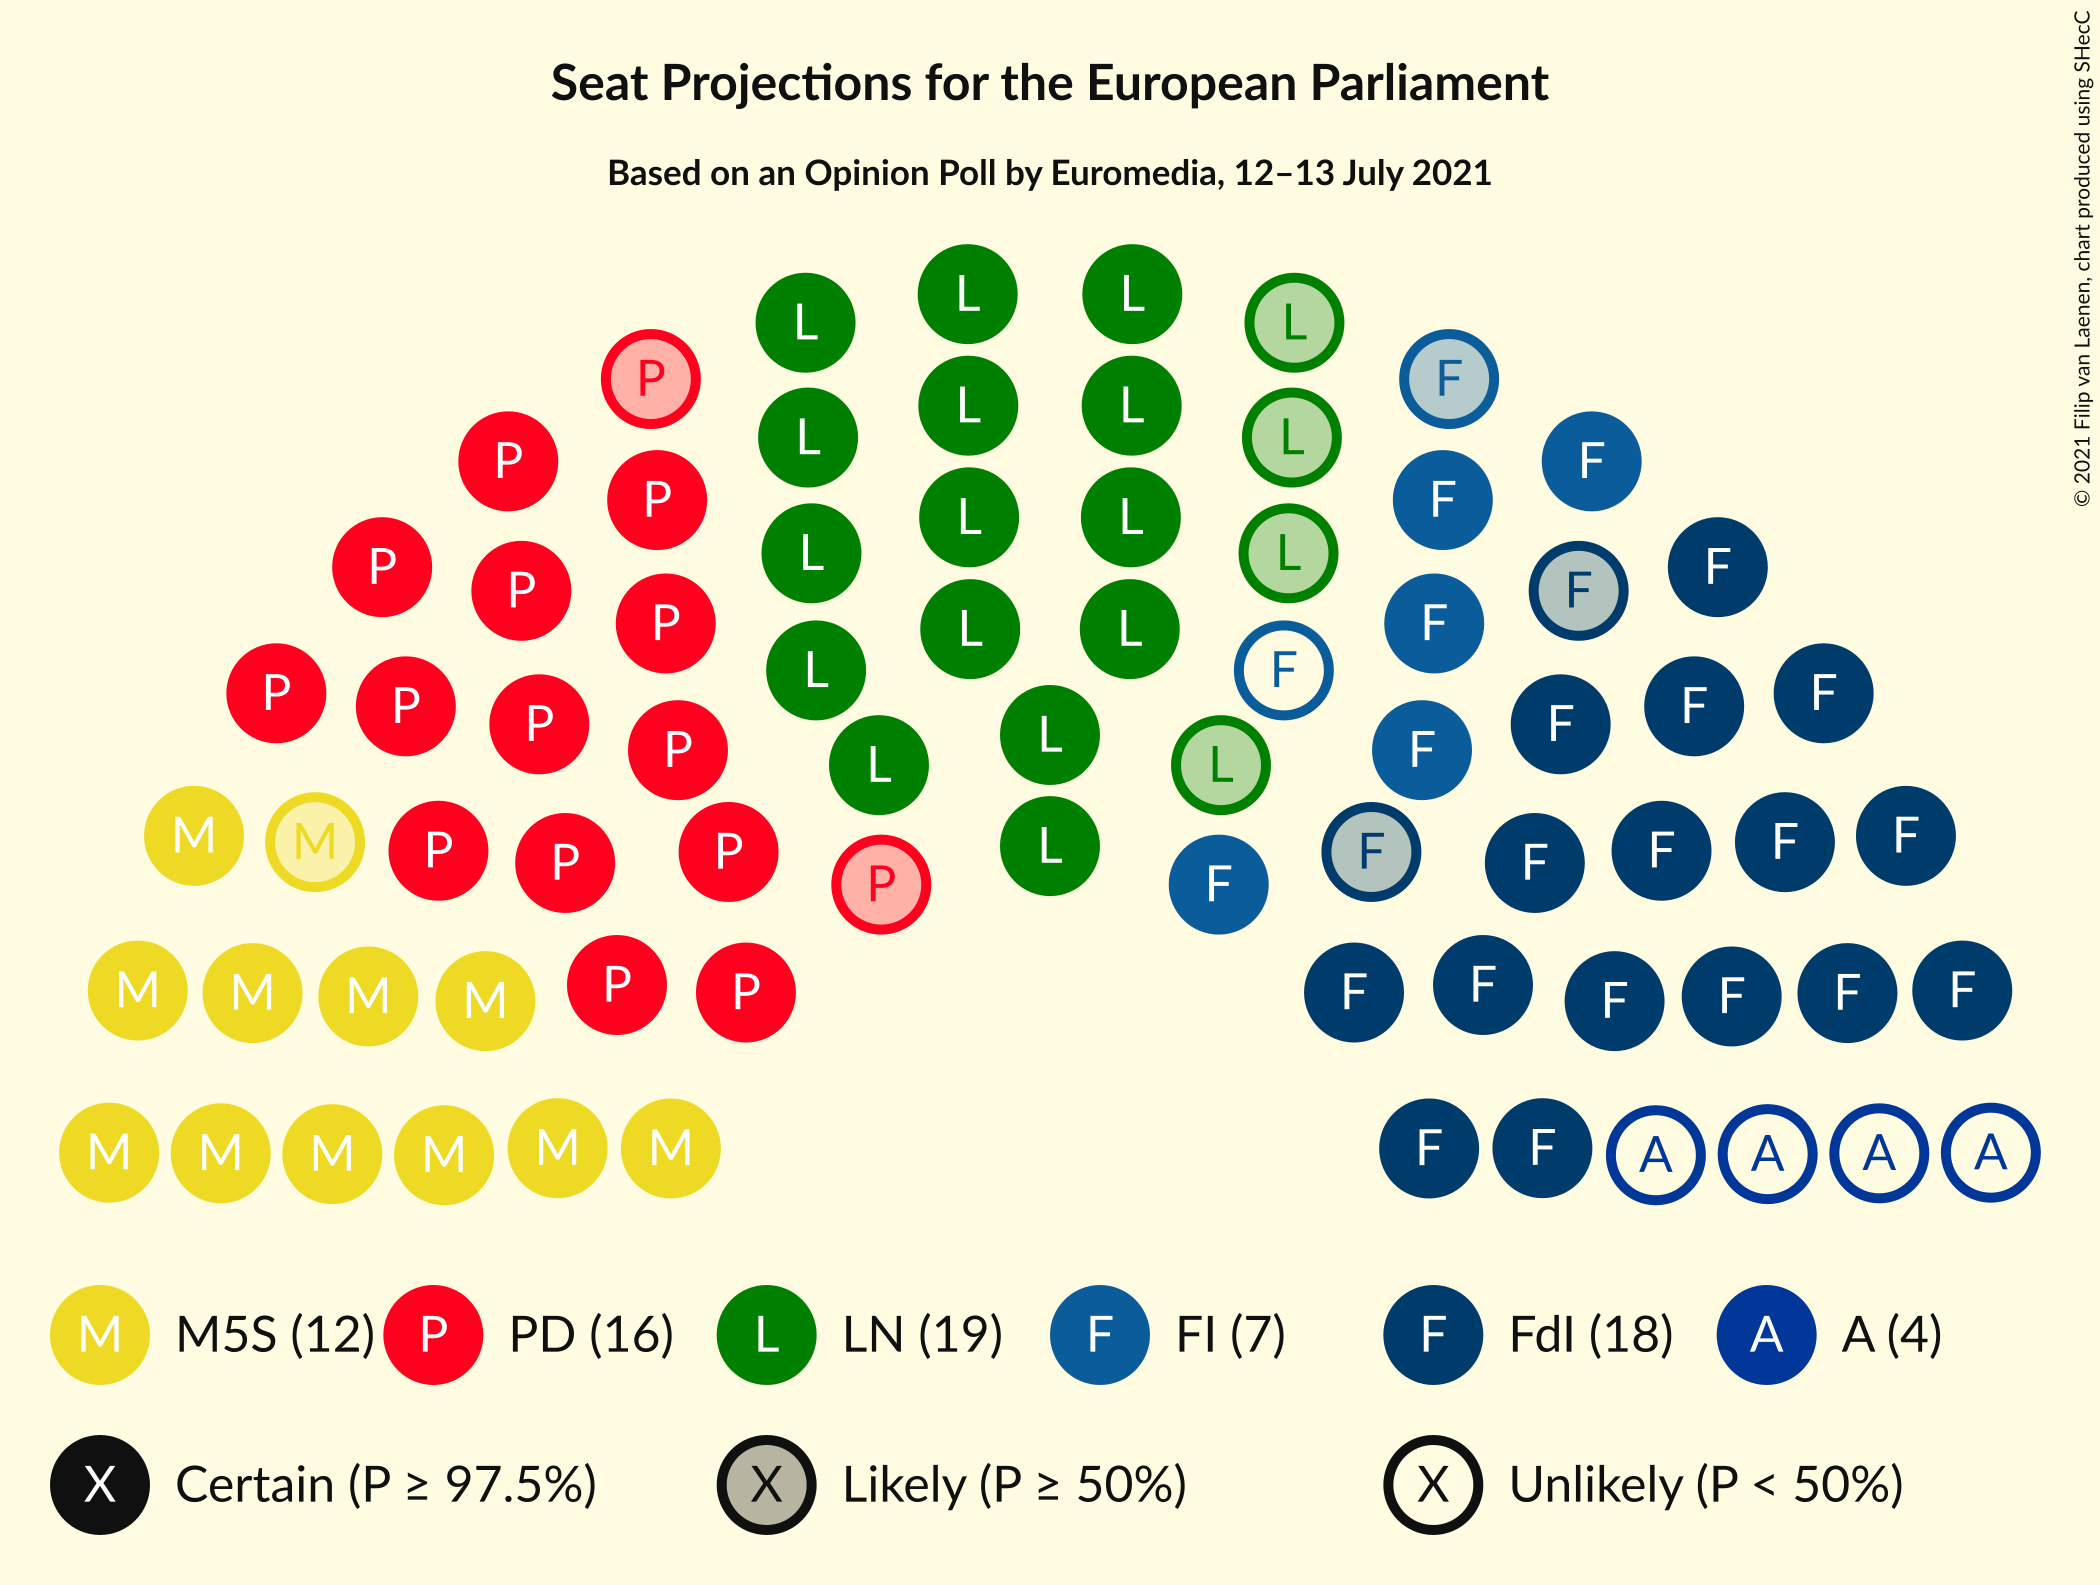 Seat Projections for the European Parliament
Based on an Opinion Poll by Euromedia, 12–13 July 2021
© 2021 Filip van Laenen, chart produced using SHecC
L L
L L
P F
L L
P F
L L
P F
L L
P F
L L
P F
P F
L L
P F
L L
P F
P F
P F
P F
L
P F
L
M F
M F
L
P F
P F
P F
P F
M M M M P P F F F F F F
M M M M M M F F A A A A
M M5S (12) P PD (16) L LN (19) F FI (7) F FdI (18) A A (4)
X Certain (P ≥ 97.5%) X Likely (P ≥ 50%) X Unlikely (P < 50%)